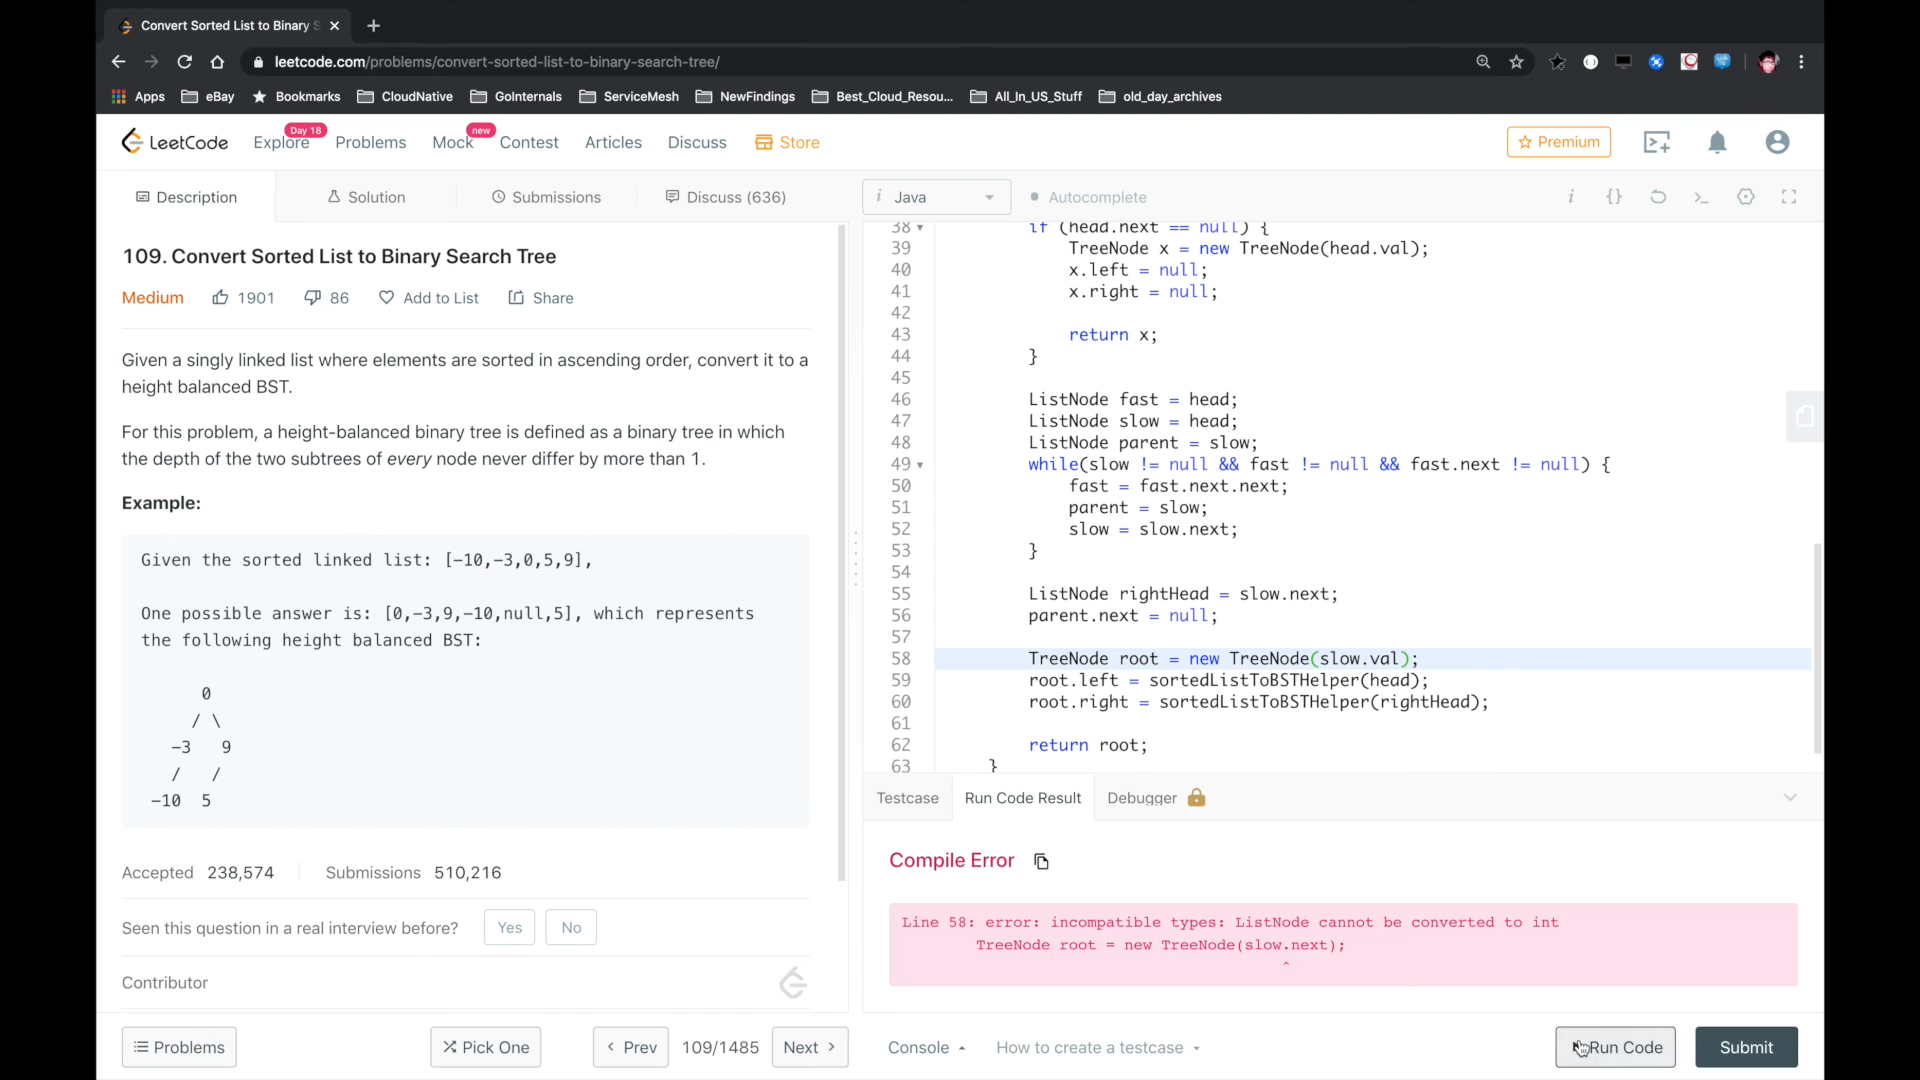 Convert Sorted List to Binary S
leetcode.com/problems/convert-sorted-list-to-binary-search-tree/
Apps eBay Bookmarks CloudNative GoInternals ServiceMesh NewFindings Best_Cloud_Resou... All_In_US_Stuff old_day_archives
LeetCode Explore Day 18 Problems Mock new Contest Articles Discuss Store Premium
Description Solution Submissions Discuss (636)
109. Convert Sorted List to Binary Search Tree
Medium 1901 86 Add to List Share
Given a singly linked list where elements are sorted in ascending order, convert it to a
height balanced BST.
For this problem, a height-balanced binary tree is defined as a binary tree in which
the depth of the two subtrees of every node never differ by more than 1.
Example:
Given the sorted linked list: [-10,-3,0,5,9],
One possible answer is: [0,-3,9,-10,null,5], which represents
the following height balanced BST:
0
/ \
-3 9
/ /
-10 5
Accepted 238,574 Submissions 510,216
Seen this question in a real interview before? Yes No
Contributor
Problems Pick One Prev 109/1485 Next
i Java Autocomplete i {}
38 if (head.next == null) {
39 TreeNode x = new TreeNode(head.val);
40 x.left = null;
41 x.right = null;
42
43 return x;
44 }
45
46 ListNode fast = head;
47 ListNode slow = head;
48 ListNode parent = slow;
49 while(slow != null && fast != null && fast.next != null) {
50 fast = fast.next.next;
51 parent = slow;
52 slow = slow.next;
53 }
54
55 ListNode rightHead = slow.next;
56 parent.next = null;
57
58 TreeNode root = new TreeNode(slow.val);
59 root.left = sortedListToBSTHelper(head);
60 root.right = sortedListToBSTHelper(rightHead);
61
62 return root;
63 }
Testcase Run Code Result Debugger
Compile Error
Line 58: error: incompatible types: ListNode cannot be converted to int
TreeNode root = new TreeNode(slow.next);
^
Console How to create a testcase Run Code Submit